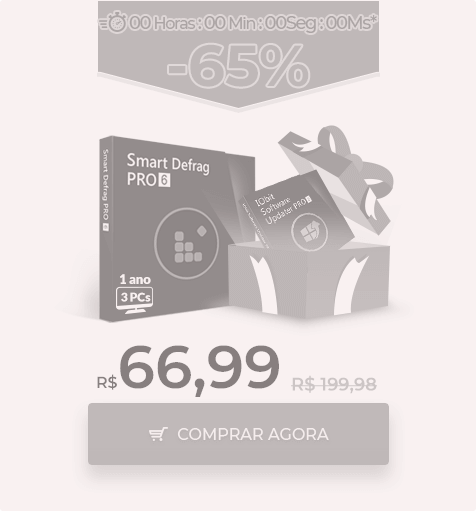 00 Horas : 00 Min : 00Seg : 00Ms*
-65%
Smart Defrag
PRO 6
Smart Defrag PRO 6
1 ano
3 PCs
IObit
Software
Updater PRO
R$ 66,99 R$ 199,98
COMPRAR AGORA